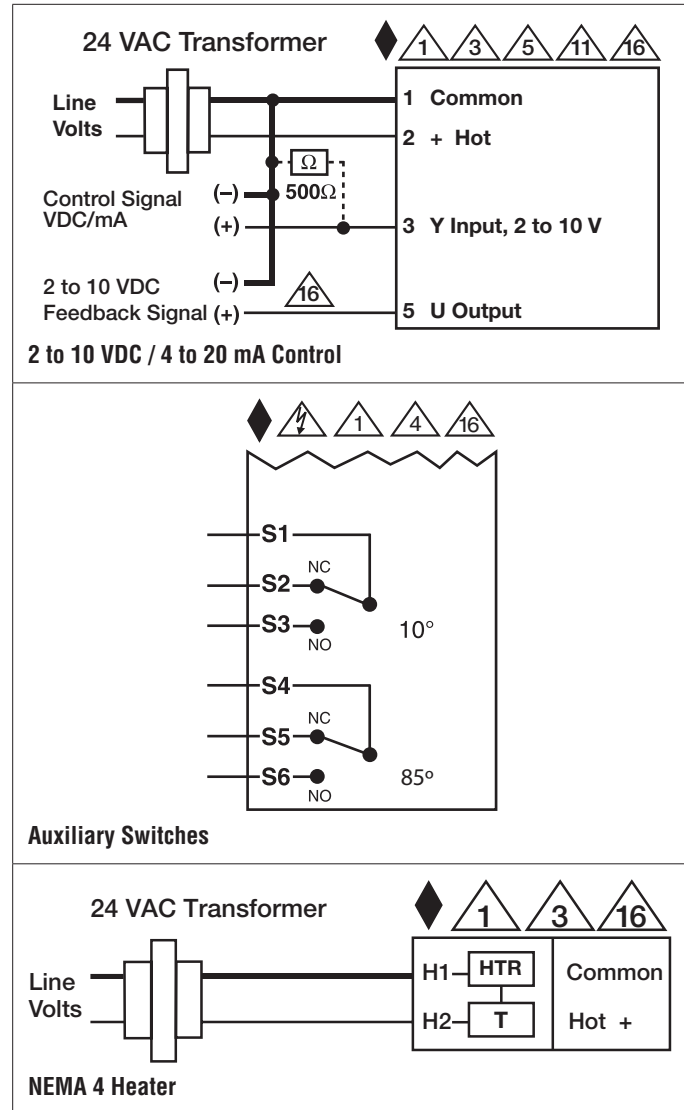 24 VAC Transformer
1 3 5 11 16
Line
Volts
1 Common
2 + Hot
Ω
500Ω
Control Signal (–)
VDC/mA (+)
3 Y Input, 2 to 10 V
2 to 10 VDC (–)
Feedback Signal (+)
16
5 U Output
2 to 10 VDC / 4 to 20 mA Control
1 4 16
S1
NC
S2
S3
NO
10°
S4
NC
S5
S6
NO
85º
Auxiliary Switches
24 VAC Transformer
1 3 16
Line
Volts
H1 HTR Common
H2 T Hot +
NEMA 4 Heater